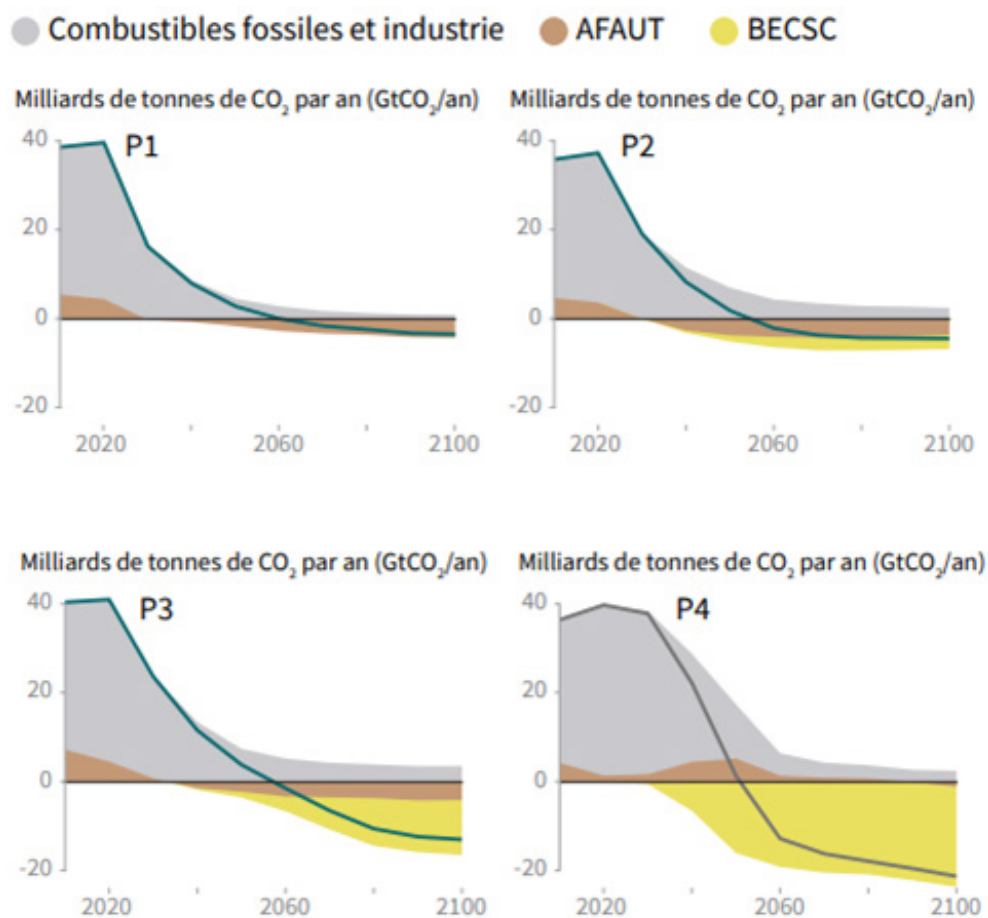 Combustibles fossiles et industrie AFAUT BECSC
Milliards de tonnes de CO₂ par an (GtCO₂/an) Milliards de tonnes de CO₂ par an (GtCO₂/an)
40 P1 40 P2
20 20
0 0
-20 -20
2020 2060 2100 2020 2060 2100
Milliards de tonnes de CO₂ par an (GtCO₂/an) Milliards de tonnes de CO₂ par an (GtCO₂/an)
40 P3 40 P4
20 20
0 0
-20 -20
2020 2060 2100 2020 2060 2100